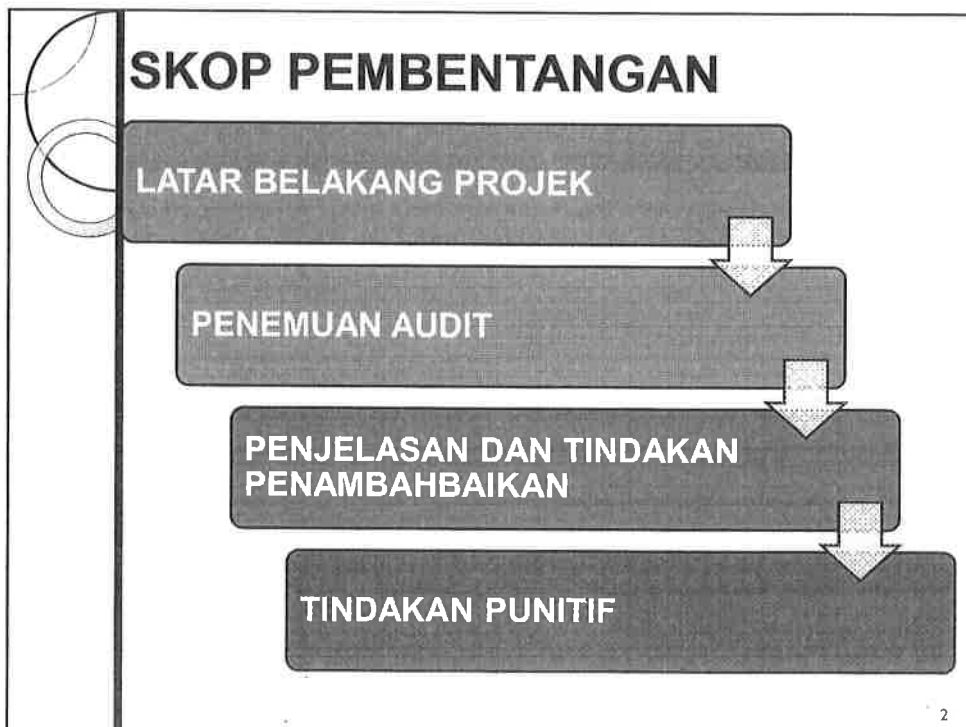 SKOP PEMBENTANGAN
LATAR BELAKANG PROJEK
PENEMUAN AUDIT
PENJELASAN DAN TINDAKAN
PENAMBAHBAIKAN
TINDAKAN PUNITIF
2